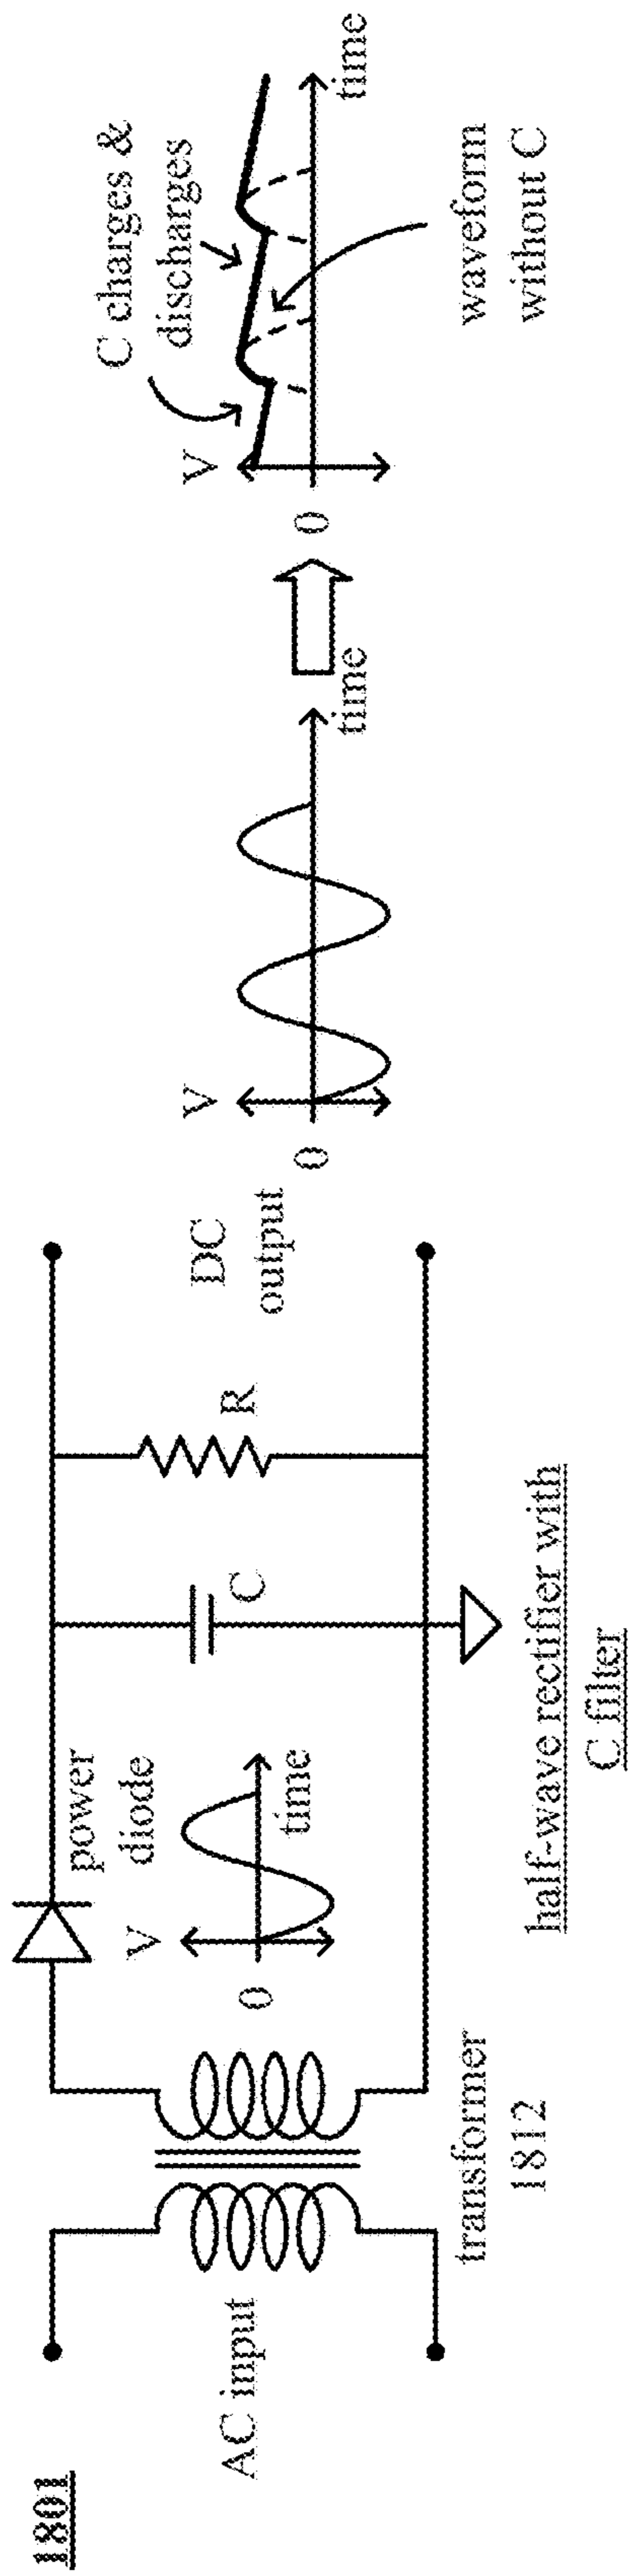 1801
AC input
transformer
1812
V
0
time
power
diode
C
R
DC
output
half-wave rectifier with
C filter
V
0
time
V
0
time
C charges &
discharges
waveform
without C